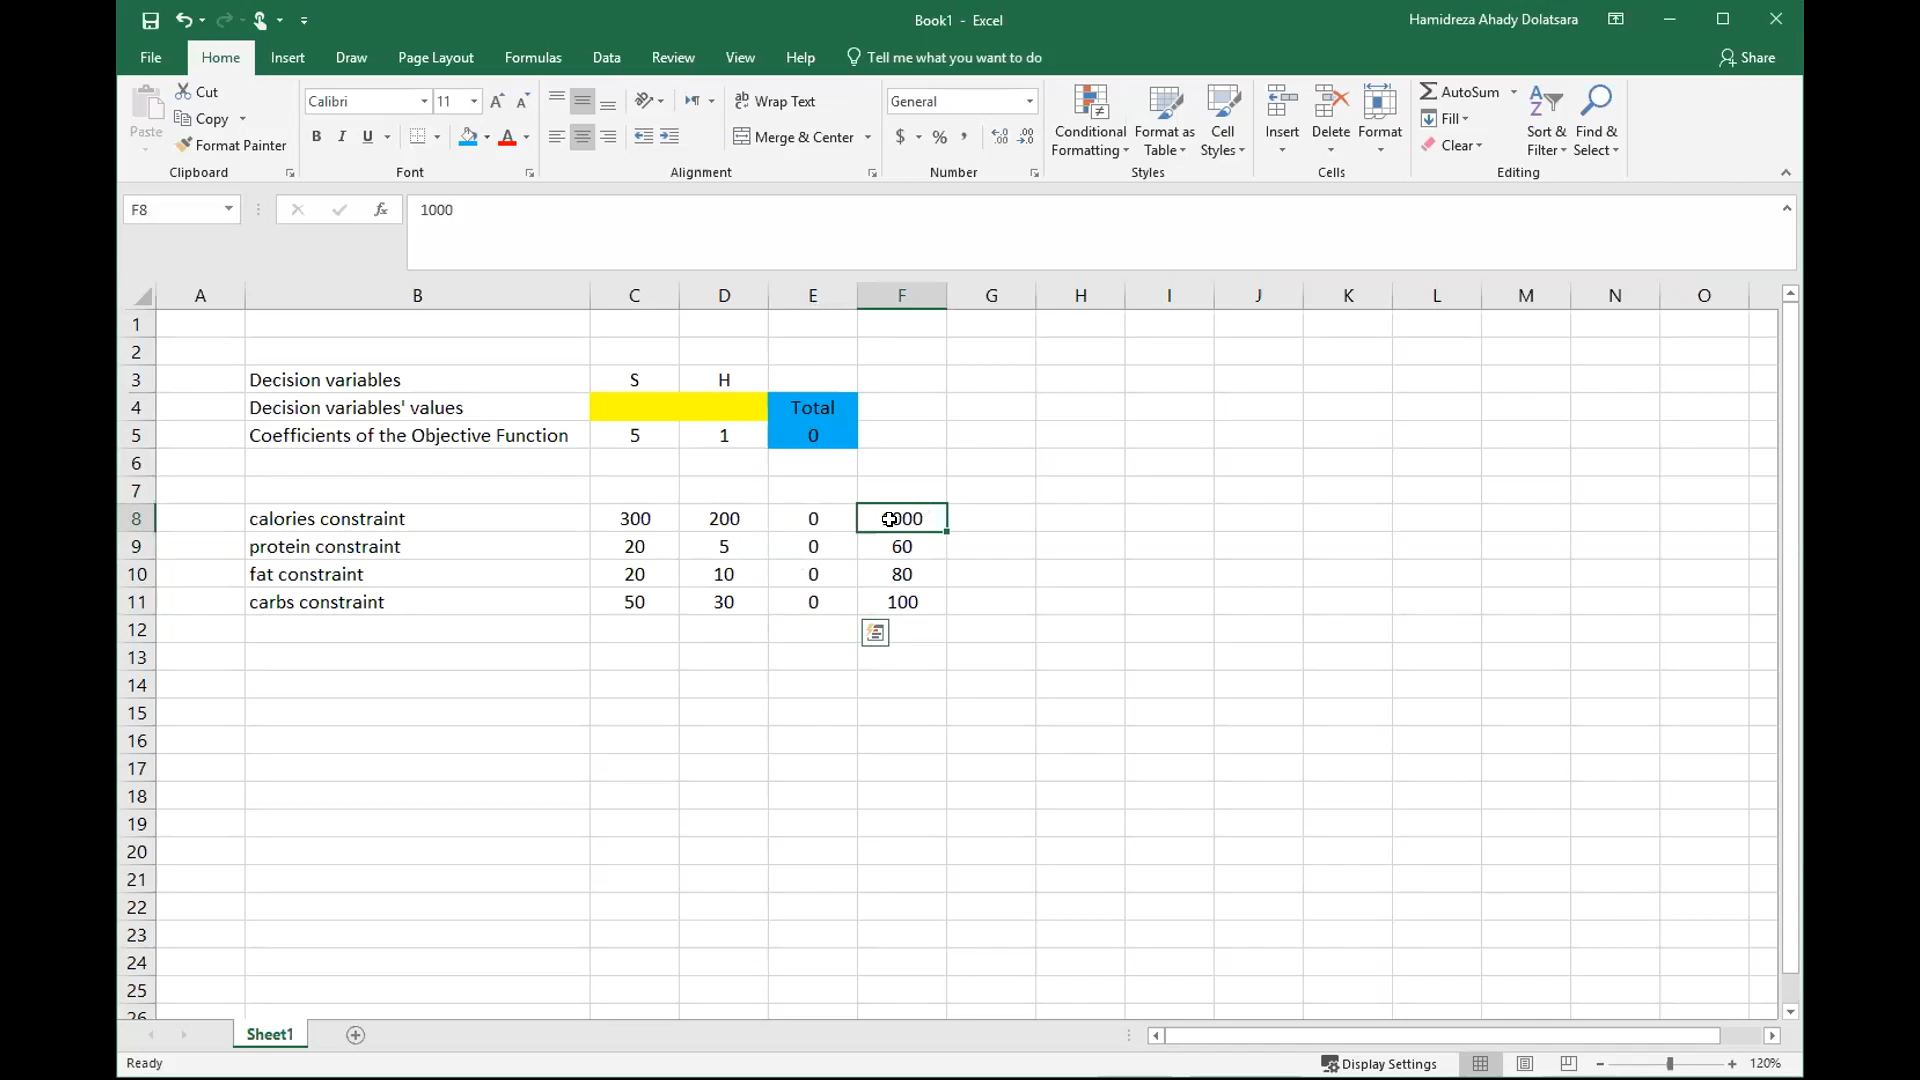 Book1 - Excel
Hamidreza Ahady Dolatsara
File Home Insert Draw Page Layout Formulas Data Review View Help Tell me what you want to do Share
Paste
Cut
Copy
Format Painter
Clipboard
Calibri 11
B I U
Font
Wrap Text
Merge & Center
Alignment
General
$ % ,
Number
Conditional Formatting
Format as Table
Cell Styles
Styles
Insert Delete Format
Cells
AutoSum
Fill
Clear
Sort & Filter
Find & Select
Editing
F8 fx 1000
A B C D E F G H I J K L M N O
1
2
3 Decision variables S H
4 Decision variables' values Total
5 Coefficients of the Objective Function 5 1 0
6
7
8 calories constraint 300 200 0 1000
9 protein constraint 20 5 0 60
10 fat constraint 20 10 0 80
11 carbs constraint 50 30 0 100
12
13
14
15
16
17
18
19
20
21
22
23
24
25
26
Sheet1
Ready Display Settings 120%